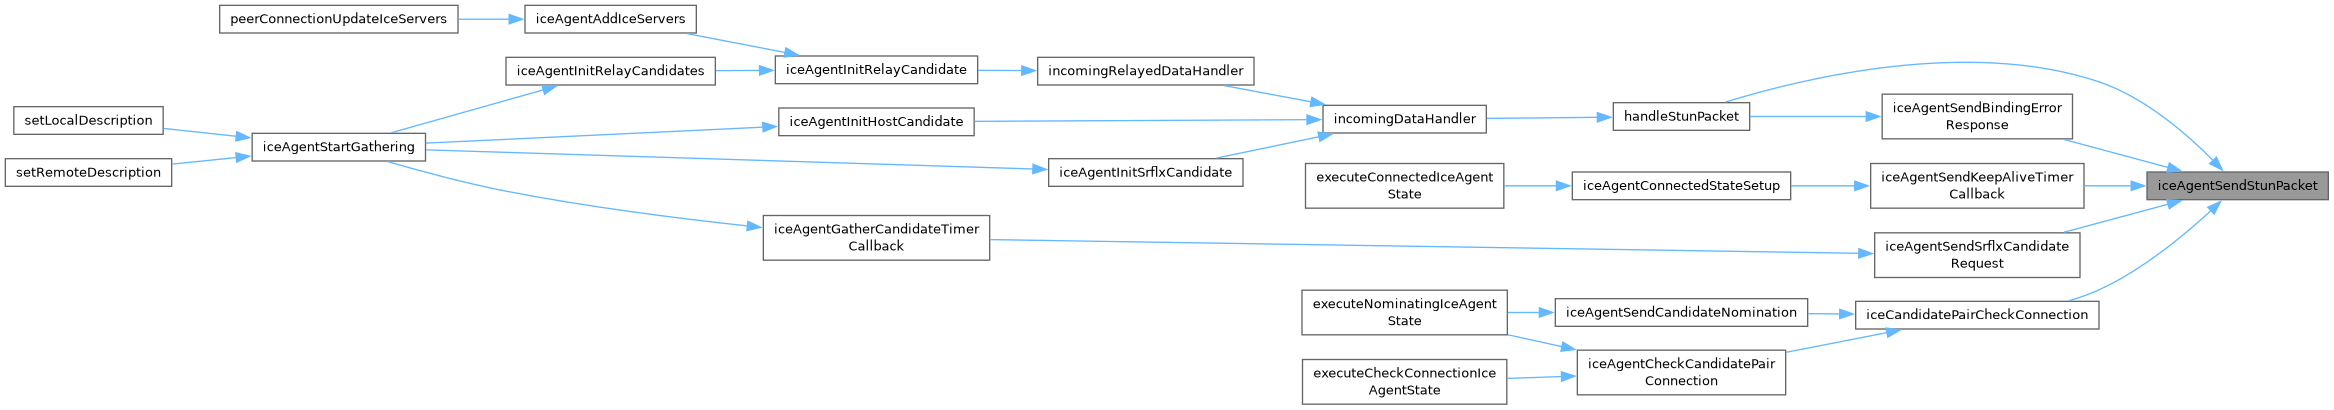 peerConnectionUpdateIceServers
iceAgentAddIceServers
iceAgentInitRelayCandidates
iceAgentInitRelayCandidate
incomingRelayedDataHandler
setLocalDescription
setRemoteDescription
iceAgentStartGathering
iceAgentInitHostCandidate
iceAgentInitSrflxCandidate
incomingDataHandler
handleStunPacket
iceAgentSendBindingError
Response
executeConnectedIceAgent
State
iceAgentConnectedStateSetup
iceAgentSendKeepAliveTimer
Callback
iceAgentSendStunPacket
iceAgentGatherCandidateTimer
Callback
iceAgentSendSrflxCandidate
Request
executeNominatingIceAgent
State
iceAgentSendCandidateNomination
iceCandidatePairCheckConnection
executeCheckConnectionIce
AgentState
iceAgentCheckCandidatePair
Connection